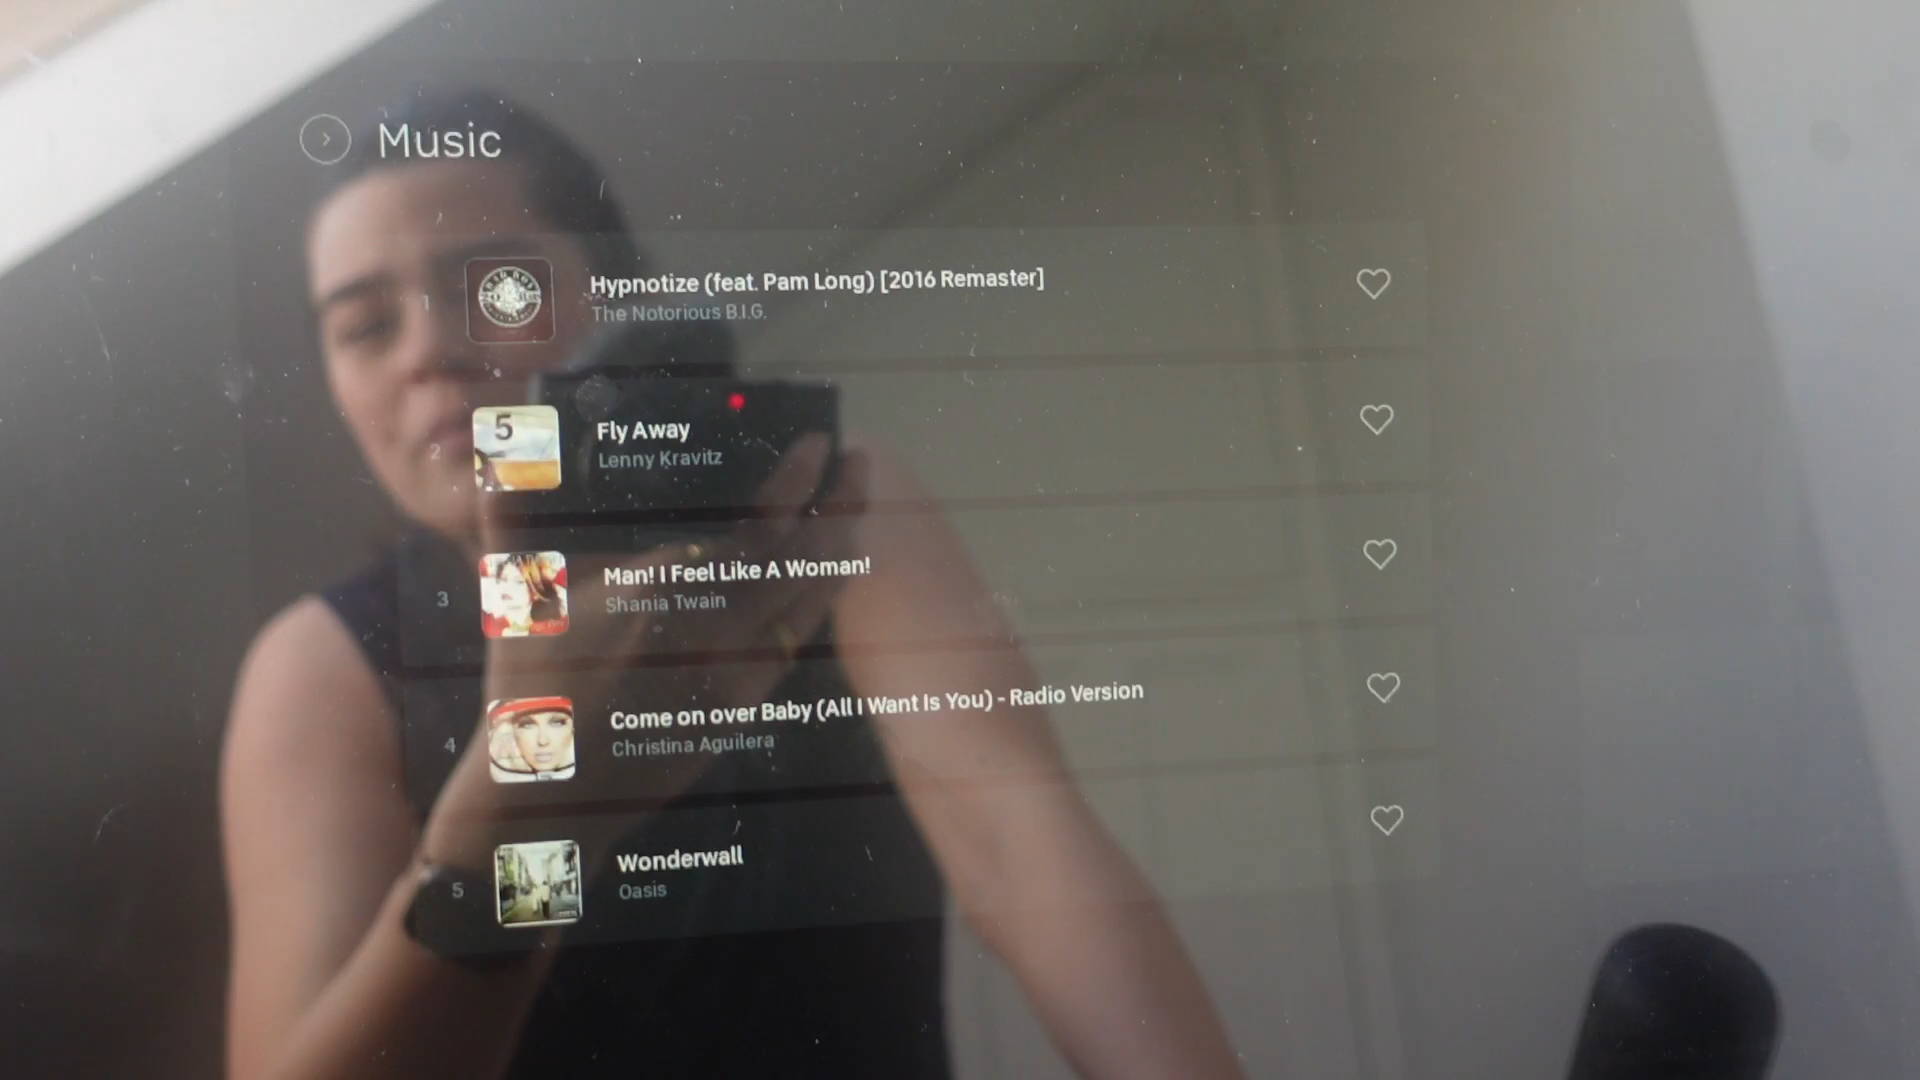 Music
1
Hypnotize (feat. Pam Long) [2016 Remaster]
The Notorious B.I.G.
5
2
Fly Away
Lenny Kravitz
3
Man! I Feel Like A Woman!
Shania Twain
4
Come on over Baby (All I Want Is You) - Radio Version
Christina Aguilera
5
Wonderwall
Oasis